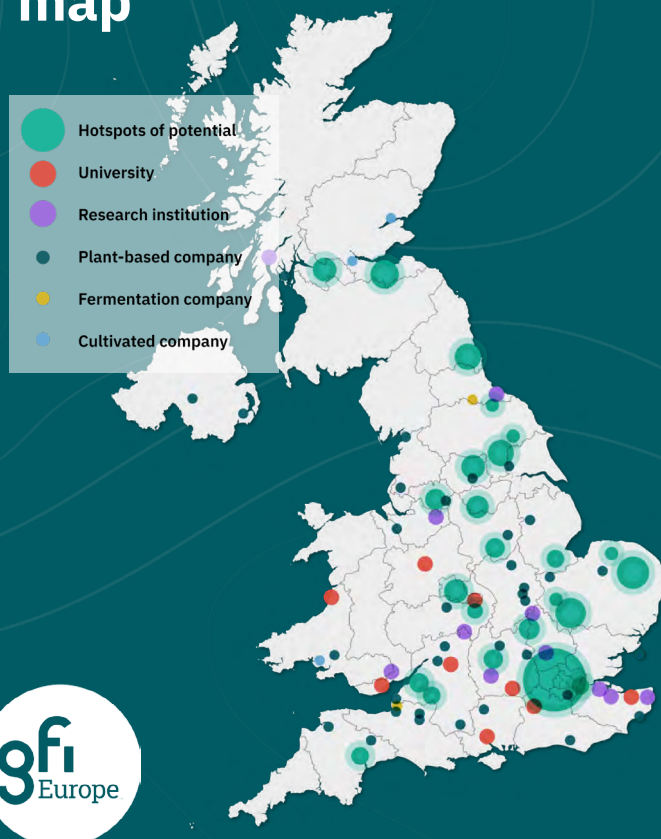 map
Hotspots of potential
University
Research institution
Plant-based company
Fermentation company
Cultivated company
gfi
Europe